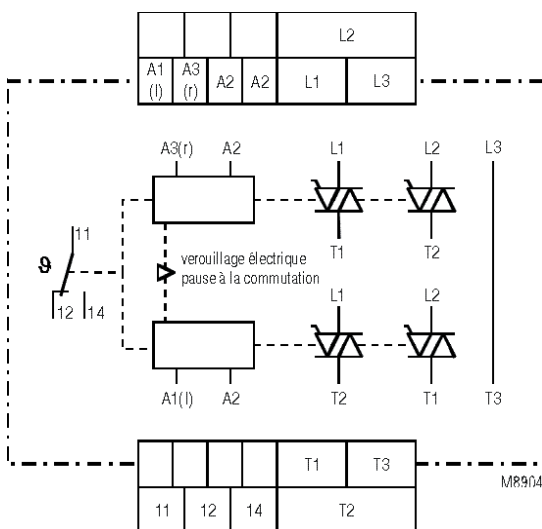 L2
A1 (l) A3 (r) A2 A2 L1 L3
A3(r) A2 L1 L2 L3
T1 T2
11
ϑ
12 14
verouillage électrique
pause à la commutation
L1 L2
A1(l) A2 T2 T1 T3
T1 T3
M8904
11 12 14 T2